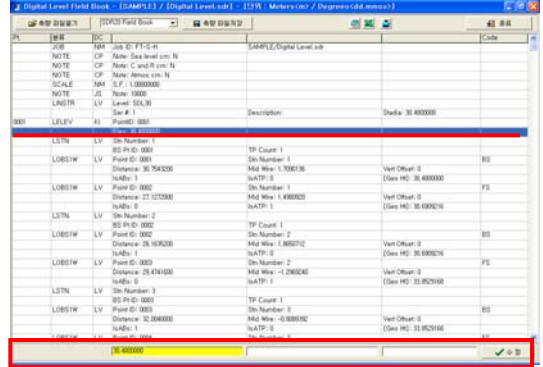 Digital Level Field Book - [SAMPLE] / [Digital Level.sdr] - [단위 : Meters(m) / Degrees(dd.mmss)]
측량 파일열기 SDR20 Field Book 측량 파일저장 종료
Pt. 분류 DC Code
JOB NM Job ID: FT-G-H SAMPLE/Digital Level.sdr
NOTE CP Note: Sea level crn: N
NOTE CP Note: C and R crn: N
NOTE CP Note: Atmos crn: N
SCALE NM S.F.: 1.00000000
NOTE JS Note: 10000
LINSTR LV Level: SDL30
Ser #: 1 Description: Stadia: 30.4000000
0001 LELEV KI PointID: 0001
Elev: 30.4000000
LSTN LV Stn Number: 1
BS Pt ID: 0001 TP Count: 1
LOBS1W LV Point ID: 0001 Stn Number: 1 BS
Distance: 30.7543200 Mid Wire: 1.7090136 Vert Offset: 0
IsABs: 1 IsATP: 0 [Geo Ht]: 30.4000000
LOBS1W LV Point ID: 0002 Stn Number: 1 FS
Distance: 27.1272000 Mid Wire: 1.4980920 Vert Offset: 0
IsABs: 0 IsATP: 1 [Geo Ht]: 30.6909216
LSTN LV Stn Number: 2
BS Pt ID: 0002 TP Count: 1
LOBS1W LV Point ID: 0002 Stn Number: 2 BS
Distance: 28.1635200 Mid Wire: 1.8650712 Vert Offset: 0
IsABs: 1 IsATP: 0 [Geo Ht]: 30.6909216
LOBS1W LV Point ID: 0003 Stn Number: 2 FS
Distance: 29.4741600 Mid Wire: -1.2969240 Vert Offset: 0
IsABs: 0 IsATP: 1 [Geo Ht]: 33.8529168
LSTN LV Stn Number: 3
BS Pt ID: 0003 TP Count: 1
LOBS1W LV Point ID: 0003 Stn Number: 3 BS
Distance: 32.0040000 Mid Wire: -0.6089392 Vert Offset: 0
IsABs: 1 IsATP: 0 [Geo Ht]: 33.8529168
30.4000000 수 정